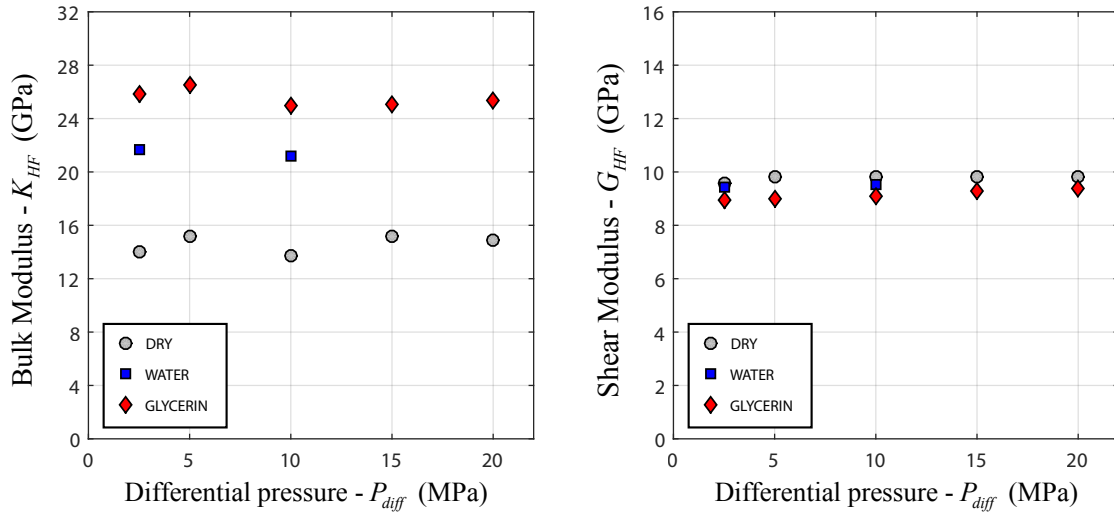 32
28
24
20
16
12
8
4
0
Bulk Modulus - K_HF (GPa)
0 5 10 15 20
Differential pressure - P_diff (MPa)
DRY
WATER
GLYCERIN
16
14
12
10
8
6
4
2
0
Shear Modulus - G_HF (GPa)
0 5 10 15 20
Differential pressure - P_diff (MPa)
DRY
WATER
GLYCERIN